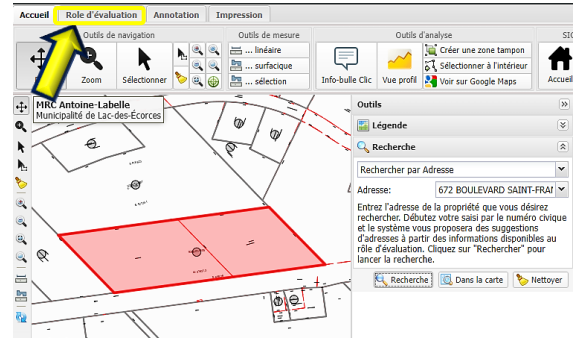 Accueil Role d'évaluation Annotation Impression
Outils de navigation Outils de mesure Outils d'analyse SIG
Zoom Sélectionner
... linéaire
... surfacique
... sélection
Info-bulle Clic Vue profil
Créer une zone tampon
Sélectionner à l'intérieur
Voir sur Google Maps
Accueil
MRC Antoine-Labelle
Municipalité de Lac-des-Écorces
Outils
Légende
Recherche
Rechercher par Adresse
Adresse: 672 BOULEVARD SAINT-FRAN
Entrez l'adresse de la propriété que vous désirez
rechercher. Débutez votre saisi par le numéro civique
et le système vous proposera des suggestions
d'adresses à partir des informations disponibles au
rôle d'évaluation. Cliquez sur "Rechercher" pour
lancer la recherche.
Recherche Dans la carte Nettoyer